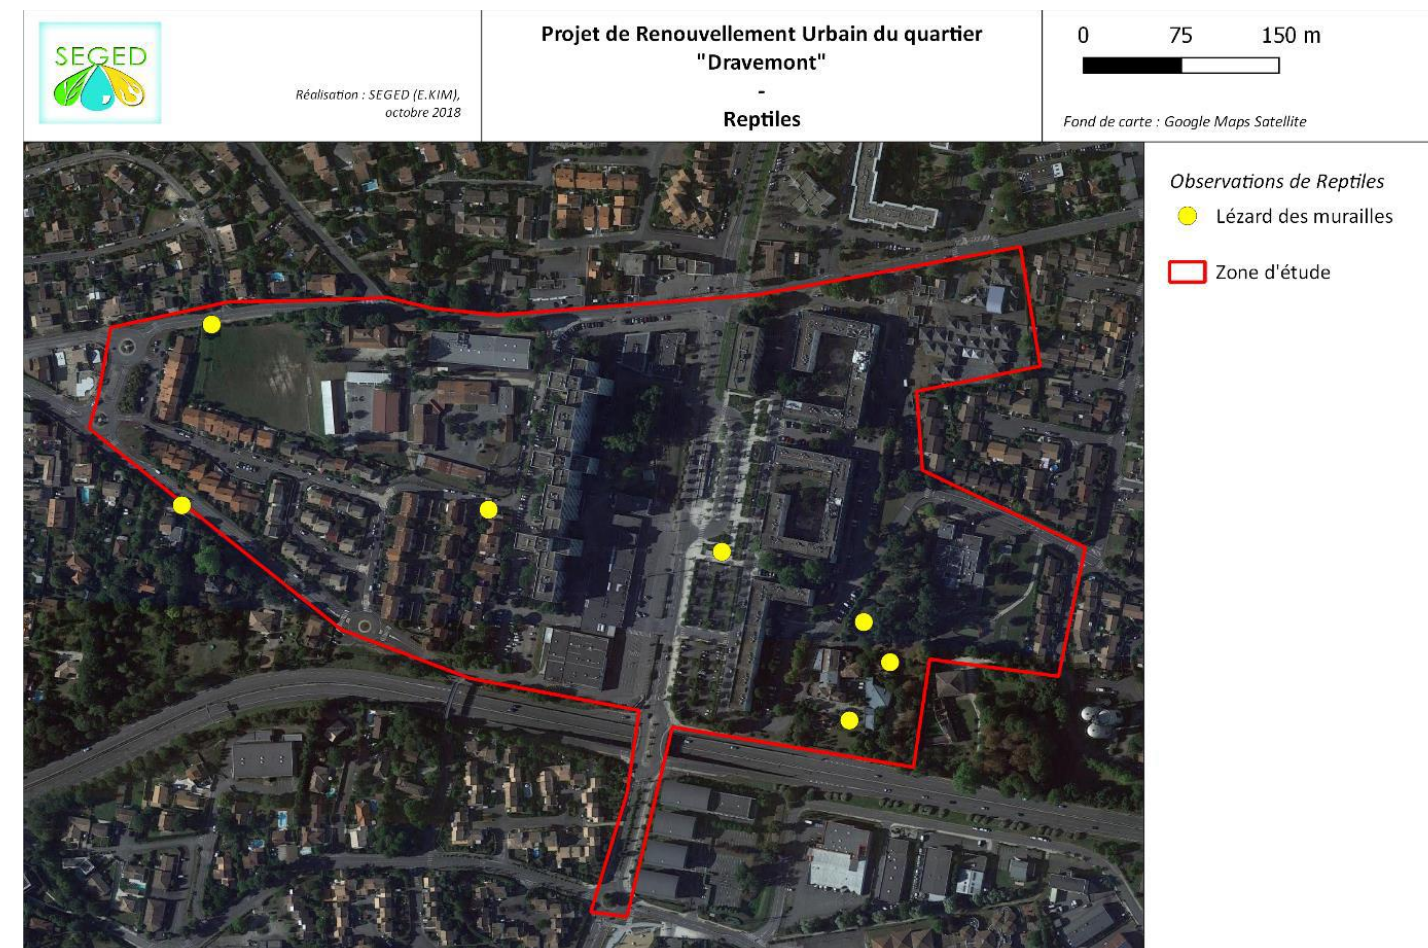 SEGED
Réalisation : SEGED (E.KIM),
octobre 2018
Projet de Renouvellement Urbain du quartier
"Dravemont"
-
Reptiles
0 75 150 m
Fond de carte : Google Maps Satellite
Observations de Reptiles
Lézard des murailles
Zone d'étude